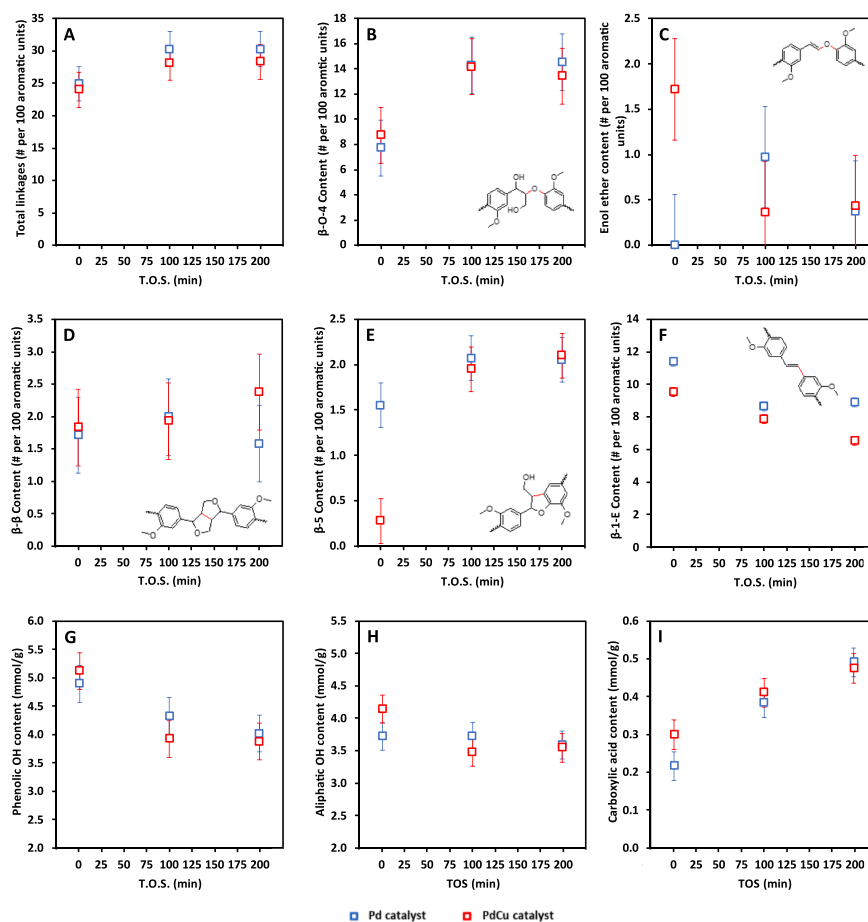 A
Total linkages (# per 100 aromatic units)
35
30
25
20
15
10
5
0
0 25 50 75 100 125 150 175 200
T.O.S. (min)
B
β-O-4 Content (# per 100 aromtic units)
18
16
14
12
10
8
6
4
2
0
OH
O
O
HO
O
0 25 50 75 100 125 150 175 200
T.O.S. (min)
C
Enol ether content (# per 100 aromatic
units)
2.5
2.0
1.5
1.0
0.5
0.0
O
O
O
0 25 50 75 100 125 150 175 200
T.O.S. (min)
D
β-β Content (# per 100 aromatic units)
3.5
3.0
2.5
2.0
1.5
1.0
0.5
0.0
O
O
O
O
0 25 50 75 100 125 150 175 200
T.O.S. (min)
E
β-5 Content (# per 100 aromatic units)
2.5
2.0
1.5
1.0
0.5
0.0
OH
O
O
O
0 25 50 75 100 125 150 175 200
T.O.S. (min)
F
β-1-E Content (# per 100 aromatic units)
14
12
10
8
6
4
2
0
O
O
0 25 50 75 100 125 150 175 200
T.O.S. (min)
G
Phenolic OH content (mmol/g)
6.0
5.5
5.0
4.5
4.0
3.5
3.0
2.5
2.0
0 25 50 75 100 125 150 175 200
T.O.S. (min)
H
Aliphatic OH content (mmol/g)
5.5
5.0
4.5
4.0
3.5
3.0
2.5
2.0
0 25 50 75 100 125 150 175 200
TOS (min)
I
Carboxylic acid content (mmol/g)
0.6
0.5
0.4
0.3
0.2
0.1
0.0
0 25 50 75 100 125 150 175 200
TOS (min)
Pd catalyst PdCu catalyst